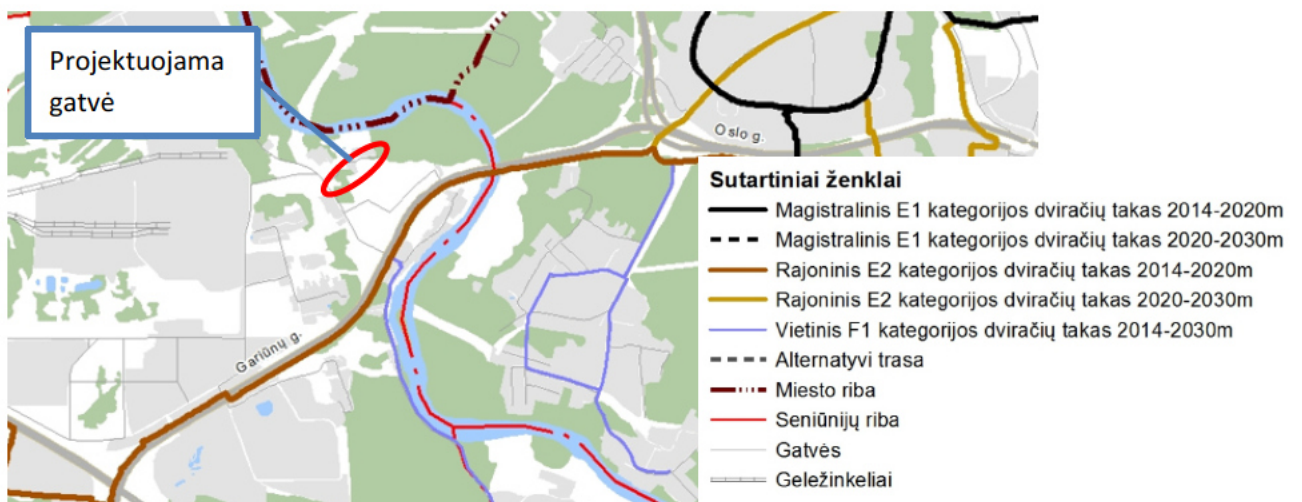 Projektuojama
gatvė
Oslo g.
Gariūnų g.
Sutartiniai ženklai
Magistralinis E1 kategorijos dviračių takas 2014-2020m
Magistralinis E1 kategorijos dviračių takas 2020-2030m
Rajoninis E2 kategorijos dviračių takas 2014-2020m
Rajoninis E2 kategorijos dviračių takas 2020-2030m
Vietinis F1 kategorijos dviračių takas 2014-2030m
Alternatyvi trasa
Miesto riba
Seniūnijų riba
Gatvės
Geležinkeliai